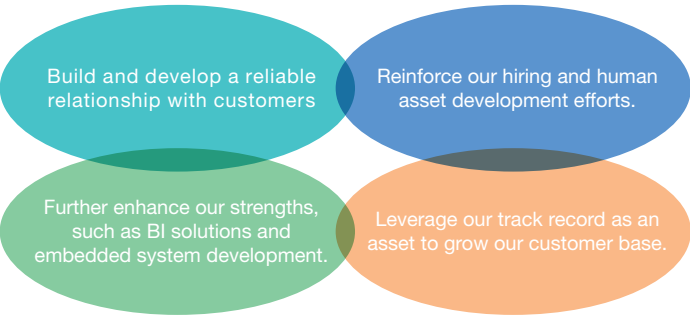 Build and develop a reliable
relationship with customers
Reinforce our hiring and human
asset development efforts.
Further enhance our strengths,
such as BI solutions and
embedded system development.
Leverage our track record as an
asset to grow our customer base.